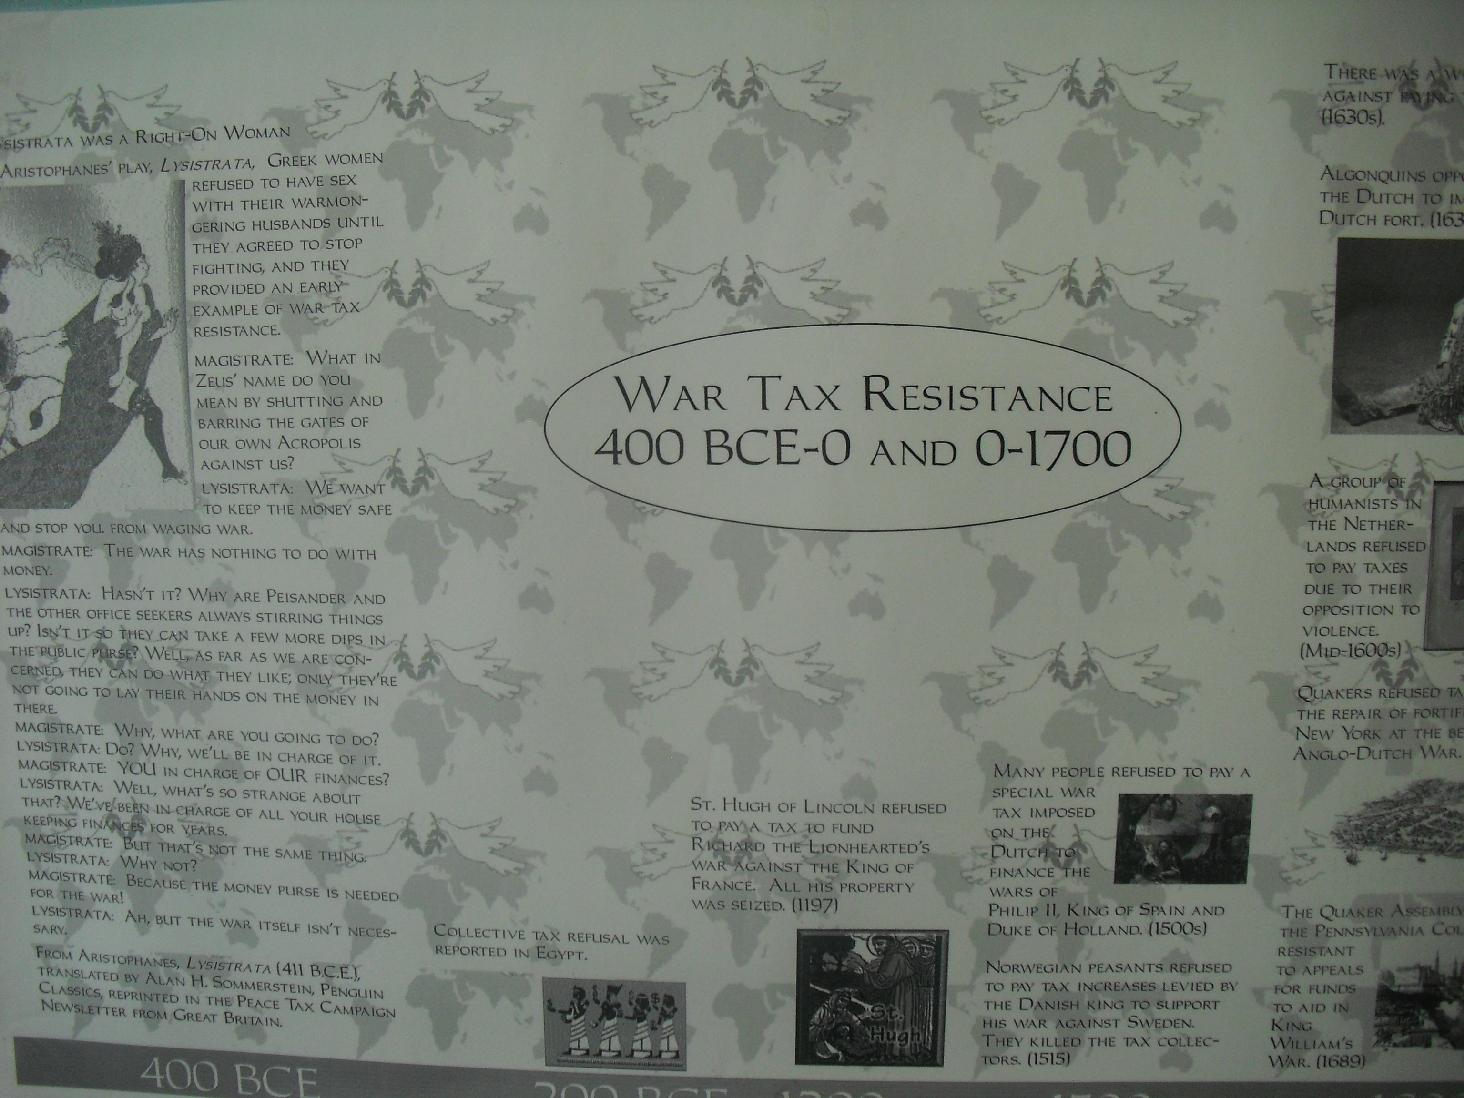 SISTRATA WAS A RIGHT-ON WOMAN
ARISTOPHANES' PLAY, LYSISTRATA, GREEK WOMEN
REFUSED TO HAVE SEX
WITH THEIR WARMON-
GERING HUSBANDS UNTIL
THEY AGREED TO STOP
FIGHTING, AND THEY
PROVIDED AN EARLY
EXAMPLE OF WAR TAX
RESISTANCE.
MAGISTRATE: WHAT IN
ZEUS' NAME DO YOU
MEAN BY SHUTTING AND
BARRING THE GATES OF
OUR OWN ACROPOLIS
AGAINST US?
LYSISTRATA: WE WANT
TO KEEP THE MONEY SAFE
AND STOP YOU FROM WAGING WAR.
MAGISTRATE: THE WAR HAS NOTHING TO DO WITH
MONEY.
LYSISTRATA: HASN'T IT? WHY ARE PEISANDER AND
THE OTHER OFFICE SEEKERS ALWAYS STIRRING THINGS
UP? ISN'T IT SO THEY CAN TAKE A FEW MORE DIPS IN
THE PUBLIC PURSE? WELL, AS FAR AS WE ARE CON-
CERNED, THEY CAN DO WHAT THEY LIKE; ONLY THEY'RE
NOT GOING TO LAY THEIR HANDS ON THE MONEY IN
THERE.
MAGISTRATE: WHY, WHAT ARE YOU GOING TO DO?
LYSISTRATA: DO? WHY, WE'LL BE IN CHARGE OF IT.
MAGISTRATE: YOU IN CHARGE OF OUR FINANCES?
LYSISTRATA: WELL, WHAT'S SO STRANGE ABOUT
THAT? WE'VE BEEN IN CHARGE OF ALL YOUR HOUSE
KEEPING FINANCES FOR YEARS.
MAGISTRATE: BUT THAT'S NOT THE SAME THING.
LYSISTRATA: WHY NOT?
MAGISTRATE: BECAUSE THE MONEY PURSE IS NEEDED
FOR THE WAR!
LYSISTRATA: AH, BUT THE WAR ITSELF ISN'T NECES-
SARY.
FROM ARISTOPHANES, LYSISTRATA (411 B.C.E.),
TRANSLATED BY ALAN H. SOMMERSTEIN, PENGUIN
CLASSICS, REPRINTED IN THE PEACE TAX CAMPAIGN
NEWSLETTER FROM GREAT BRITAIN.
400 BCE
COLLECTIVE TAX REFUSAL WAS
REPORTED IN EGYPT.
WAR TAX RESISTANCE
400 BCE-0 AND 0-1700
ST. HUGH OF LINCOLN REFUSED
TO PAY A TAX TO FUND
RICHARD THE LIONHEARTED'S
WAR AGAINST THE KING OF
FRANCE. ALL HIS PROPERTY
WAS SEIZED. (1197)
St.
Hugh
MANY PEOPLE REFUSED TO PAY A
SPECIAL WAR
TAX IMPOSED
ON THE
DUTCH TO
FINANCE THE
WARS OF
PHILIP II, KING OF SPAIN AND
DUKE OF HOLLAND. (1500s)
NORWEGIAN PEASANTS REFUSED
TO PAY TAX INCREASES LEVIED BY
THE DANISH KING TO SUPPORT
HIS WAR AGAINST SWEDEN.
THEY KILLED THE TAX COLLEC-
TORS. (1515)
THERE WAS A
AGAINST PAYING
(1630s).
ALGONQUINS
THE DUTCH TO
DUTCH FORT. (163
A GROUP OF
HUMANISTS IN
THE NETHER-
LANDS REFUSED
TO PAY TAXES
DUE TO THEIR
OPPOSITION TO
VIOLENCE.
(MID-1600s)
QUAKERS REFUSED
THE REPAIR OF
NEW YORK AT THE
ANGLO-DUTCH WAR.
THE QUAKER ASSEMBLY
THE PENNSYLVANIA
RESISTANT
TO APPEALS
FOR FUNDS
TO AID IN
KING
WILLIAM'S
WAR. (1689)